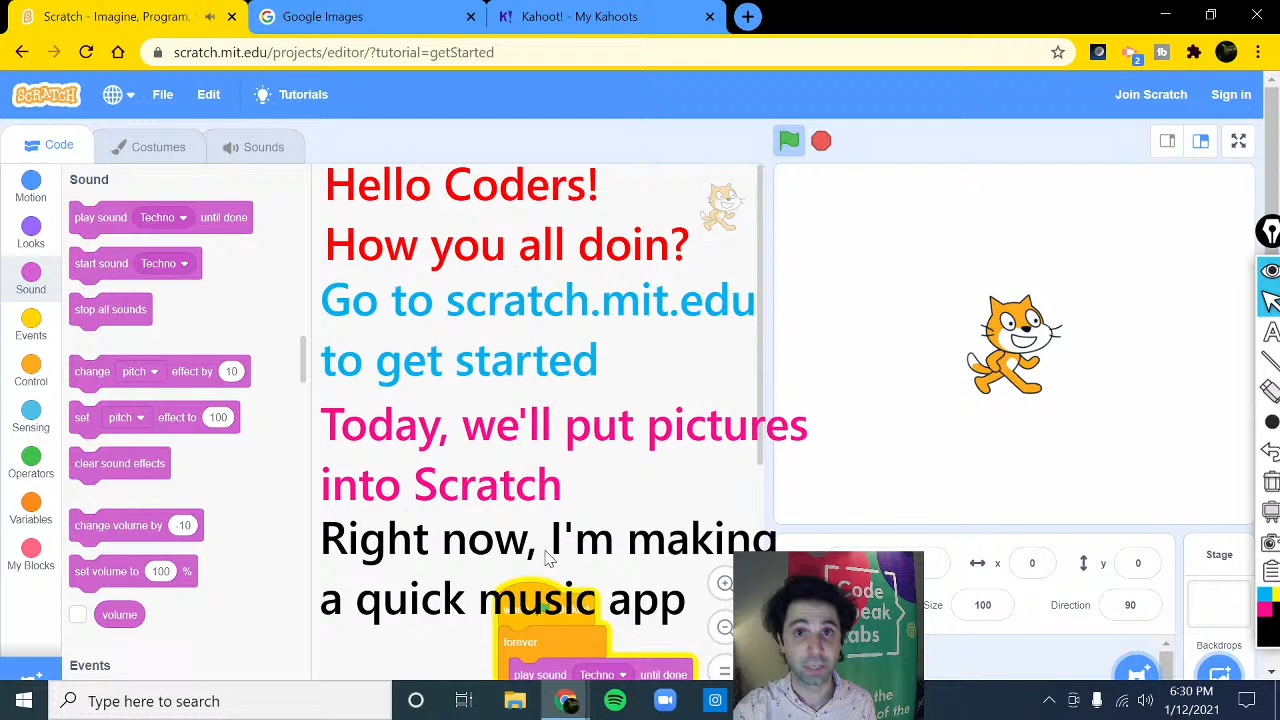 Scratch - Imagine, Program,
Google Images
K! Kahoot! - My Kahoots
scratch.mit.edu/projects/editor/?tutorial=getStarted
2
SCRATCH
File
Edit
Tutorials
Join Scratch
Sign in
Code
Costumes
Sounds
Motion
Looks
Sound
Events
Control
Sensing
Operators
Variables
My Blocks
Sound
play sound Techno until done
start sound Techno
stop all sounds
change pitch effect by 10
set pitch effect to 100
clear sound effects
change volume by -10
set volume to 100 %
volume
Events
Hello Coders!
How you all doin?
Go to scratch.mit.edu
to get started
Today, we'll put pictures
into Scratch
Right now, I'm making
a quick music app
forever
play sound Techno until done
x 0
y 0
Size 100
Direction 90
Stage
Type here to search
6:30 PM
1/12/2021